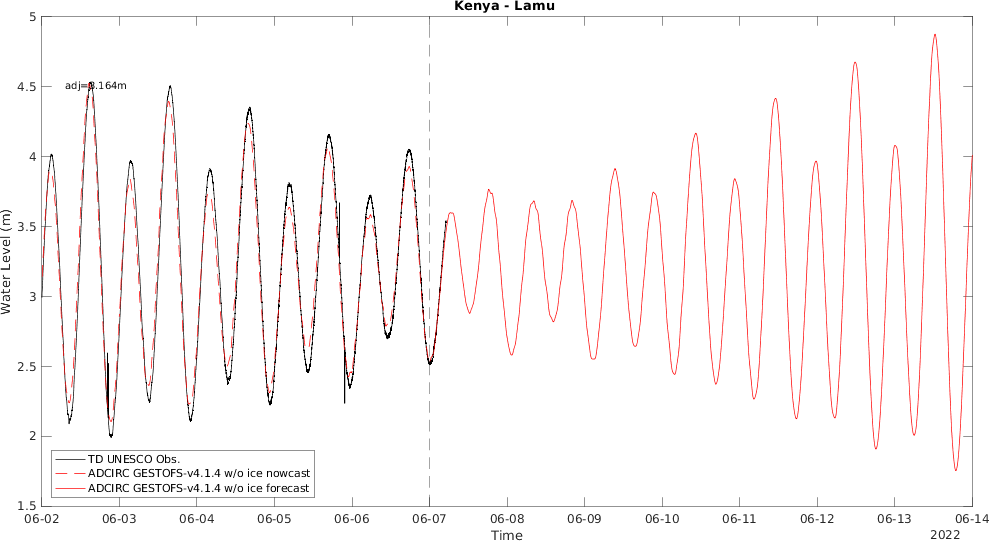 Kenya - Lamu
5
4.5
4
3.5
3
2.5
2
1.5
Water Level (m)
adj=3.164m
TD UNESCO Obs.
ADCIRC GESTOFS-v4.1.4 w/o ice nowcast
ADCIRC GESTOFS-v4.1.4 w/o ice forecast
06-02 06-03 06-04 06-05 06-06 06-07 06-08 06-09 06-10 06-11 06-12 06-13 06-14
Time
2022